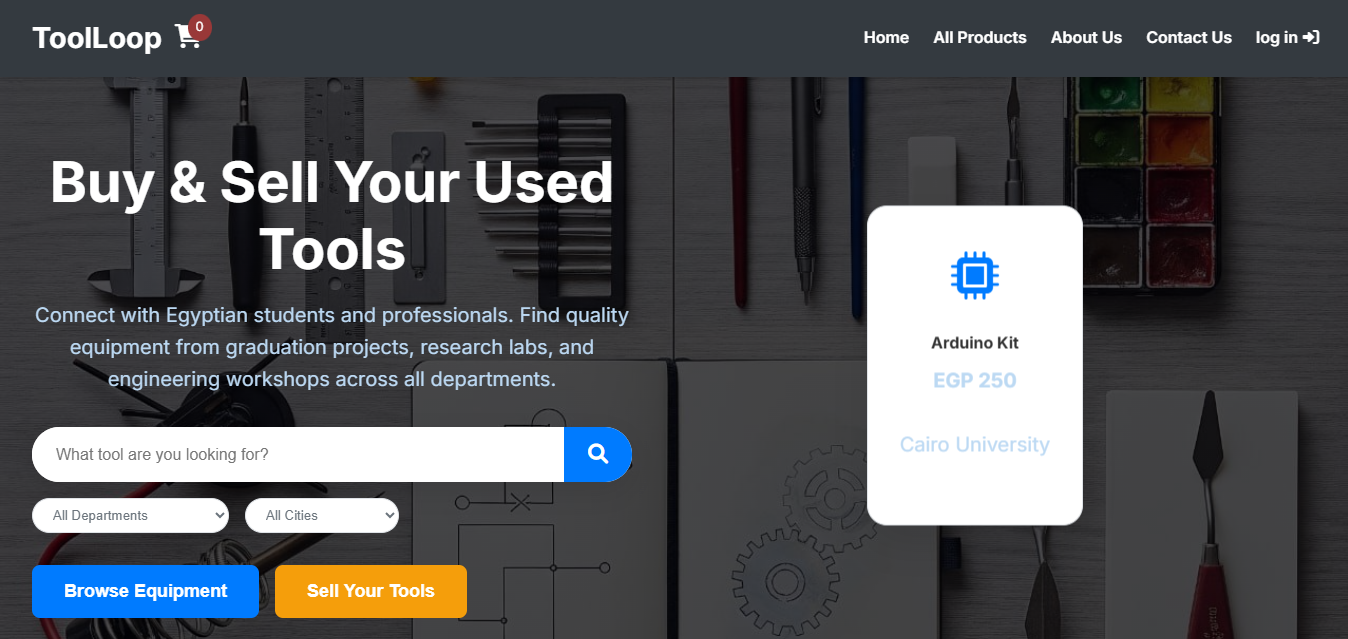 ToolLoop 0 Home All Products About Us Contact Us log in
Buy & Sell Your Used
Tools
Connect with Egyptian students and professionals. Find quality
equipment from graduation projects, research labs, and
engineering workshops across all departments.
What tool are you looking for?
All Departments All Cities
Browse Equipment Sell Your Tools
Arduino Kit
EGP 250
Cairo University